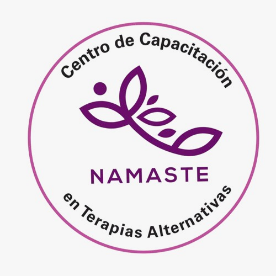 Centro de Capacitación
NAMASTE
en Terapias Alternativas